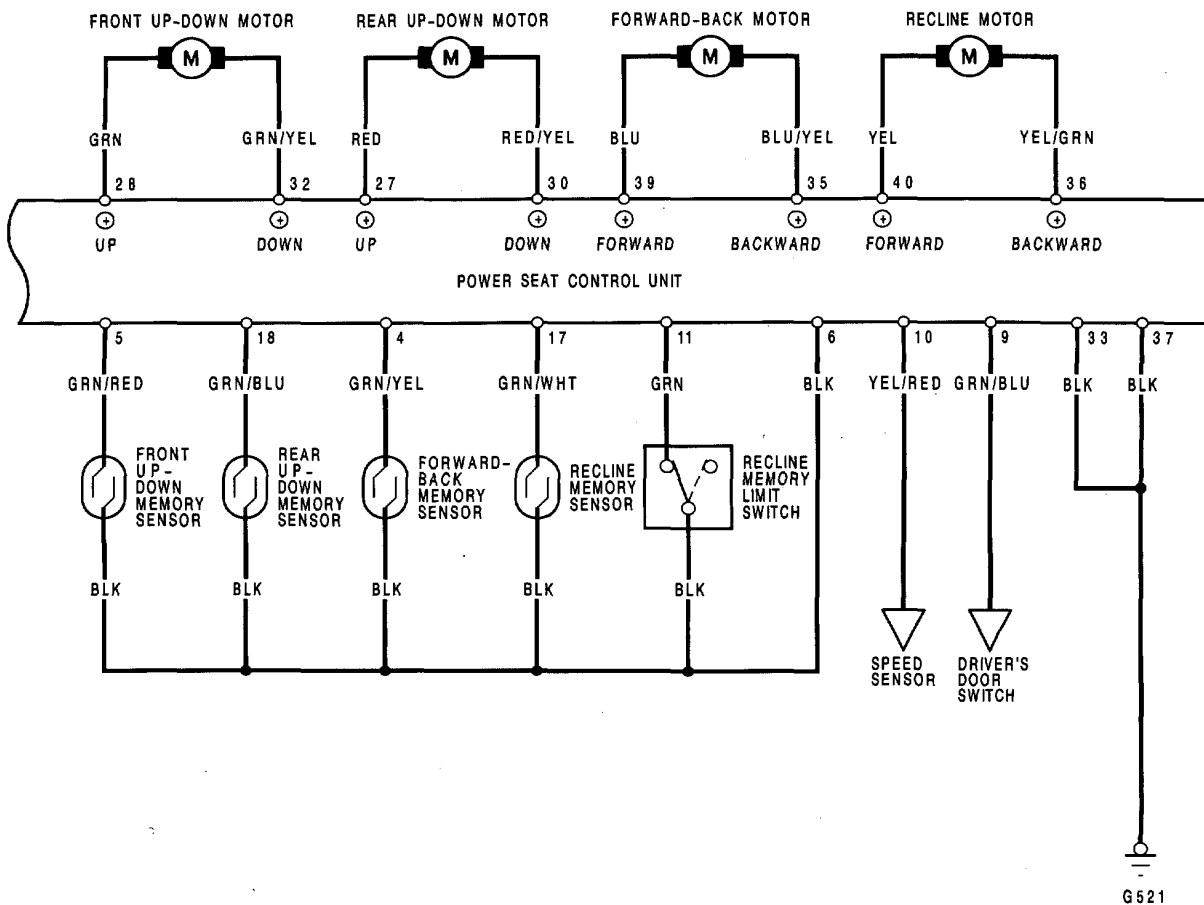 FRONT UP-DOWN MOTOR REAR UP-DOWN MOTOR FORWARD-BACK MOTOR RECLINE MOTOR
M M M M
GRN GRN/YEL RED RED/YEL BLU BLU/YEL YEL YEL/GRN
28 32 27 30 39 35 40 36
+ + + + + + + +
UP DOWN UP DOWN FORWARD BACKWARD FORWARD BACKWARD
POWER SEAT CONTROL UNIT
5 18 4 17 11 6 10 9 33 37
GRN/RED GRN/BLU GRN/YEL GRN/WHT GRN BLK YEL/RED GRN/BLU BLK BLK
FRONT
UP-
DOWN
MEMORY
SENSOR
REAR
UP-
DOWN
MEMORY
SENSOR
FORWARD-
BACK
MEMORY
SENSOR
RECLINE
MEMORY
SENSOR
RECLINE
MEMORY
LIMIT
SWITCH
BLK BLK BLK BLK BLK
SPEED
SENSOR
DRIVER'S
DOOR
SWITCH
G521